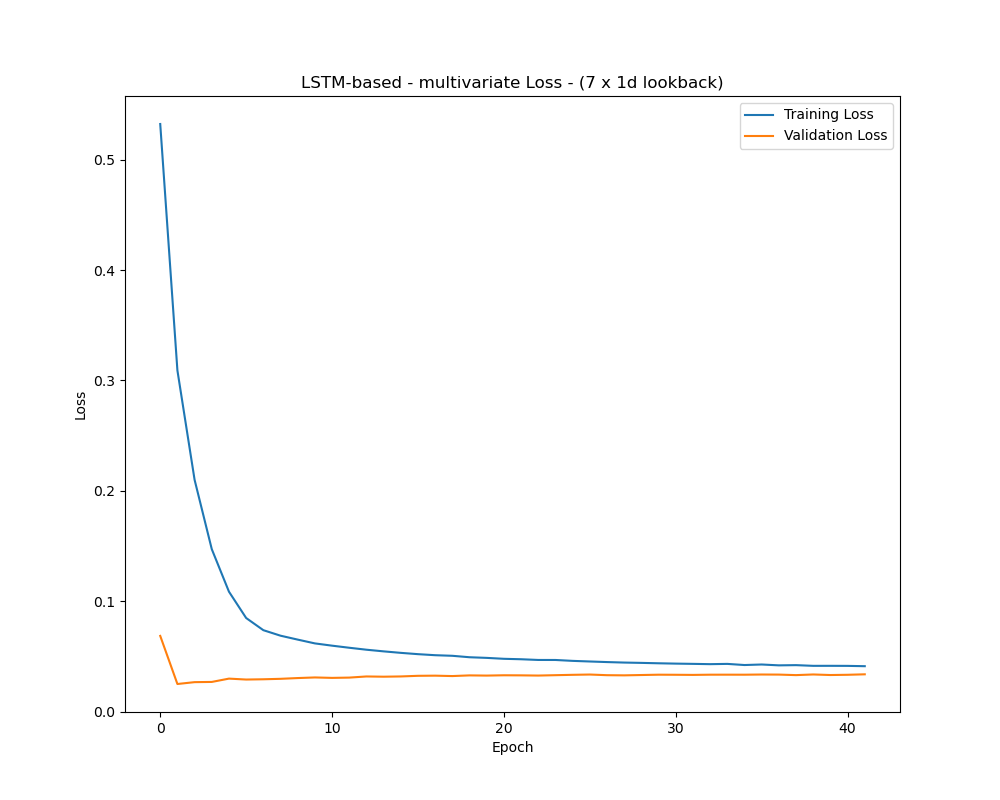 LSTM-based - multivariate Loss - (7 x 1d lookback)
Training Loss
Validation Loss
0.5
0.4
0.3
0.2
0.1
0.0
Loss
0 10 20 30 40
Epoch